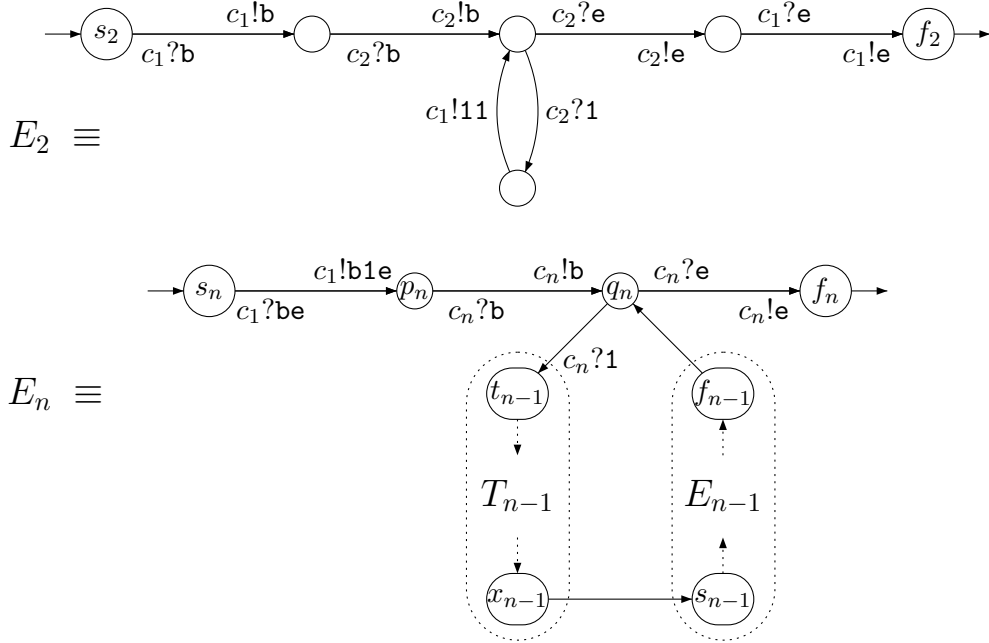 c₁!b c₂!b c₂?e c₁?e
s₂ f₂
c₁?b c₂?b c₂!e c₁!e
c₁!11 c₂?1
E₂ ≡
c₁!b1e cₙ!b cₙ?e
sₙ pₙ qₙ fₙ
c₁?be cₙ?b cₙ!e
cₙ?1
Eₙ ≡ tₙ₋₁ fₙ₋₁
Tₙ₋₁ Eₙ₋₁
xₙ₋₁ sₙ₋₁